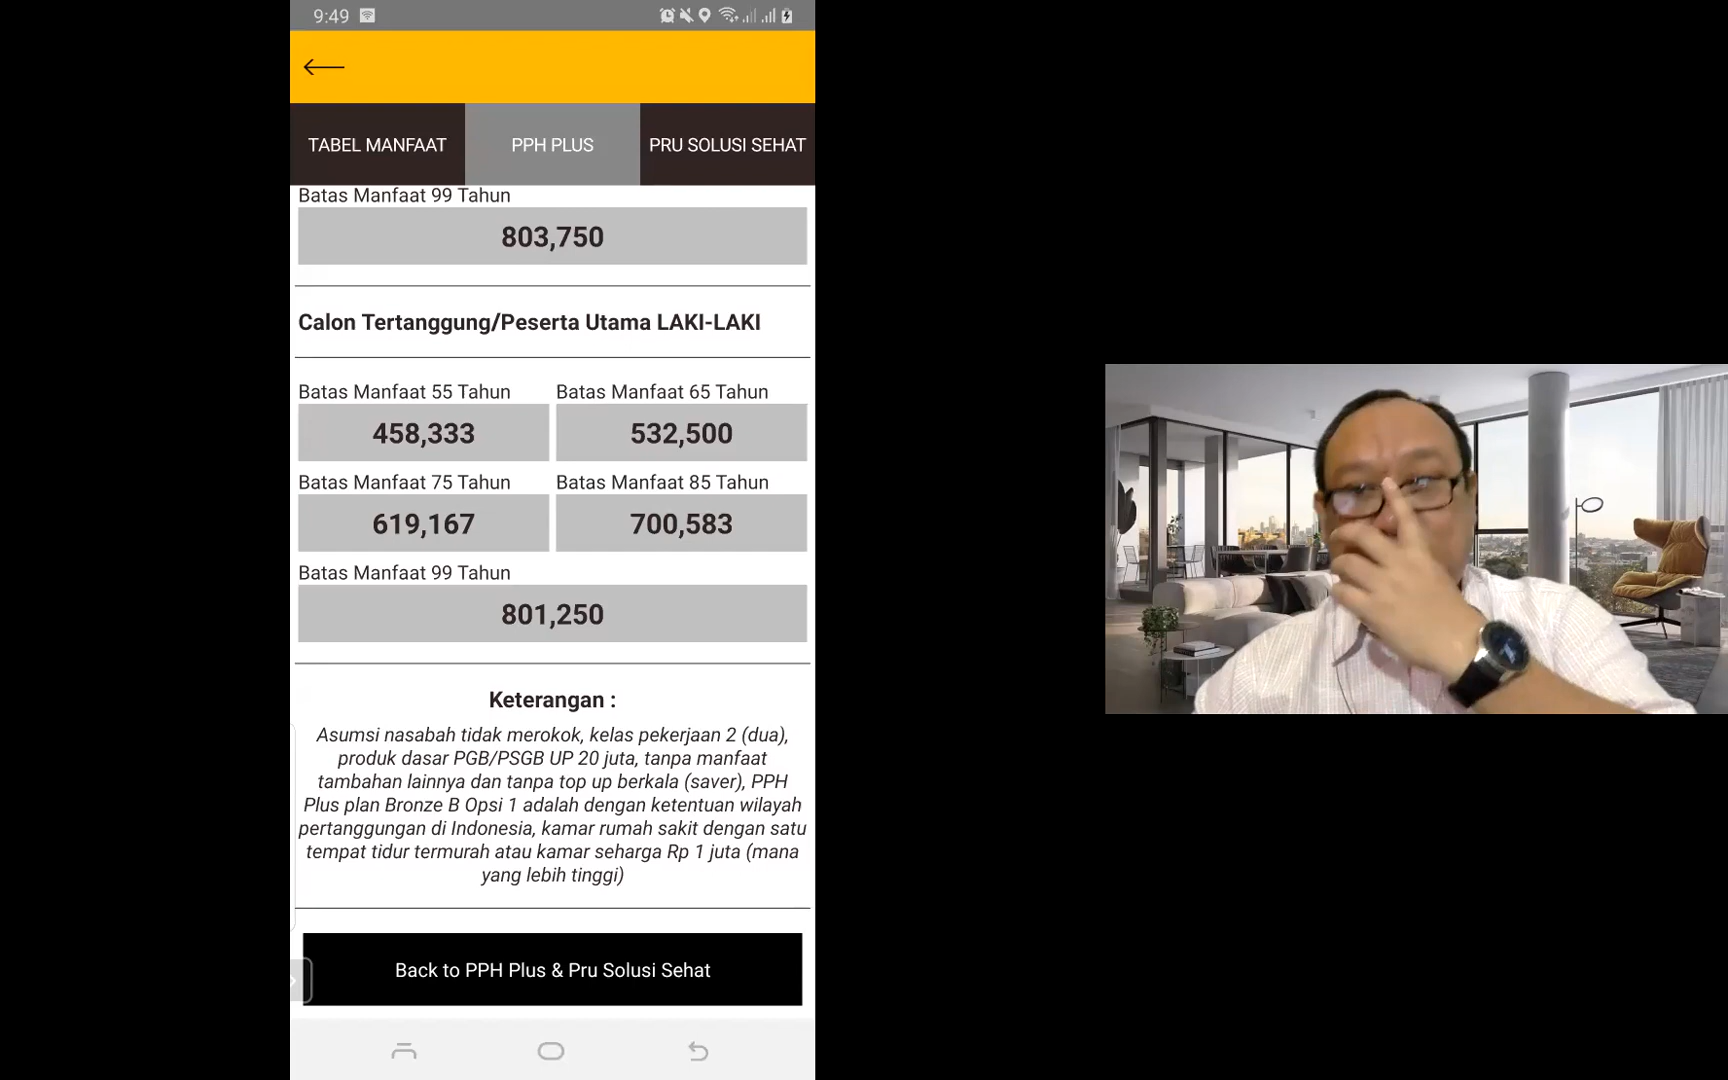 9:49
TABEL MANFAAT PPH PLUS PRU SOLUSI SEHAT
Batas Manfaat 99 Tahun
803,750
Calon Tertanggung/Peserta Utama LAKI-LAKI
Batas Manfaat 55 Tahun Batas Manfaat 65 Tahun
458,333 532,500
Batas Manfaat 75 Tahun Batas Manfaat 85 Tahun
619,167 700,583
Batas Manfaat 99 Tahun
801,250
Keterangan :
Asumsi nasabah tidak merokok, kelas pekerjaan 2 (dua),
produk dasar PGB/PSGB UP 20 juta, tanpa manfaat
tambahan lainnya dan tanpa top up berkala (saver), PPH
Plus plan Bronze B Opsi 1 adalah dengan ketentuan wilayah
pertanggungan di Indonesia, kamar rumah sakit dengan satu
tempat tidur termurah atau kamar seharga Rp 1 juta (mana
yang lebih tinggi)
Back to PPH Plus & Pru Solusi Sehat